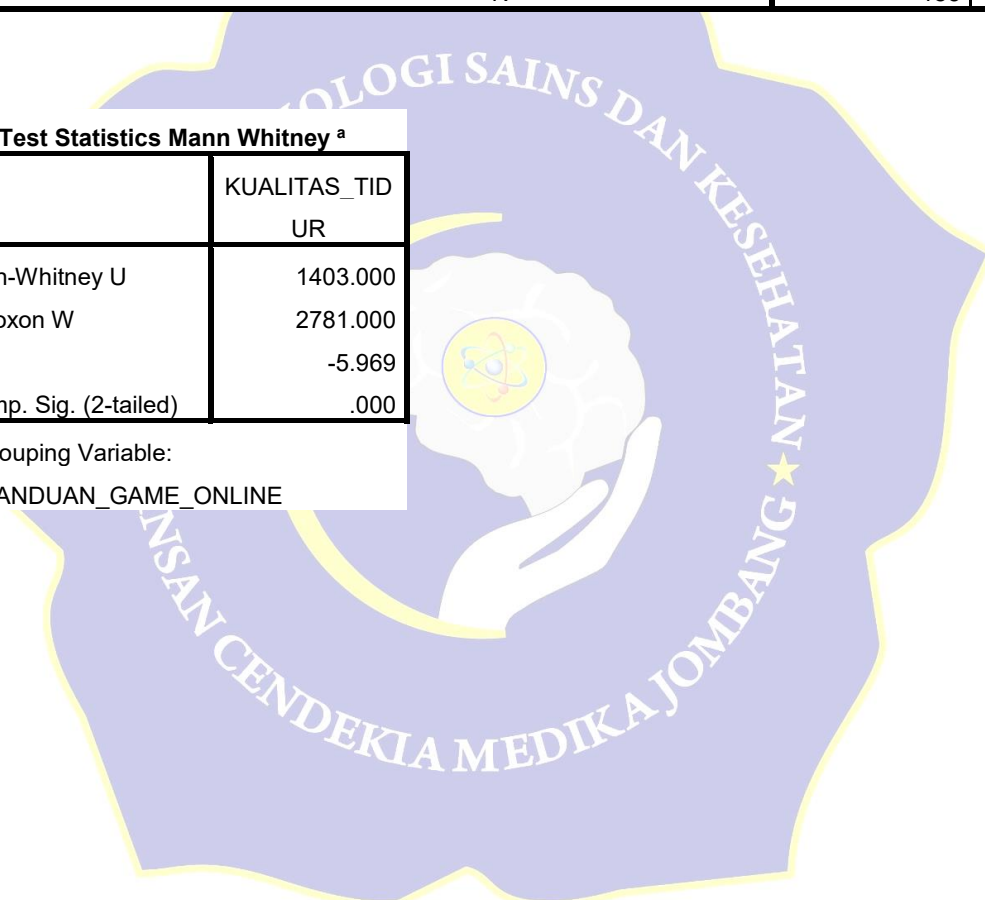 Test Statistics Mann Whitney ᵃ
KUALITAS_TID
UR
n-Whitney U 1403.000
oxon W 2781.000
-5.969
np. Sig. (2-tailed) .000
ouping Variable:
ANDUAN_GAME_ONLINE
OLOGI SAINS DAN KESEHATAN ★
NSAN CENDEKIA MEDIKA JOMBANG